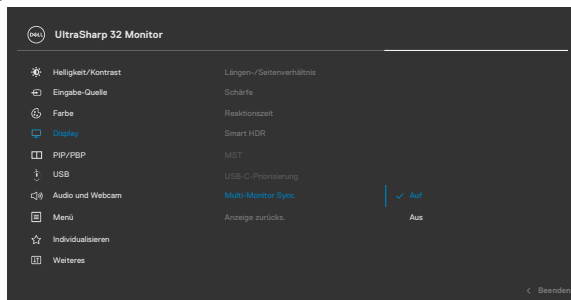 DELL UltraSharp 32 Monitor
Helligkeit/Kontrast Längen-/Seitenverhältnis
Eingabe-Quelle Schärfe
Farbe Reaktionszeit
Display Smart HDR
PIP/PBP MST
USB USB-C-Priorisierung
Audio und Webcam Multi-Monitor Sync Auf
Menü Anzeige zurücks. Aus
Individualisieren
Weiteres
Beenden